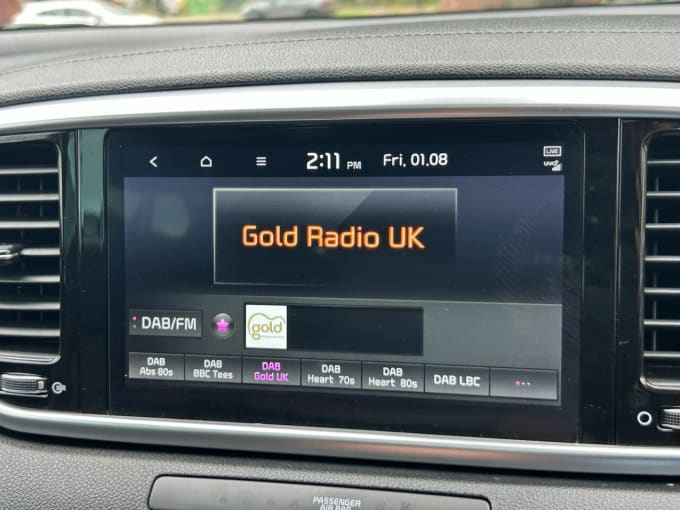 2:11 PM Fri, 01.08
LIVE
UVO
Gold Radio UK
DAB/FM
gold
DAB
Abs 80s
DAB
BBC Tees
DAB
Gold UK
DAB
Heart 70s
DAB
Heart 80s
DAB LBC
PASSENGER
AIR BAG